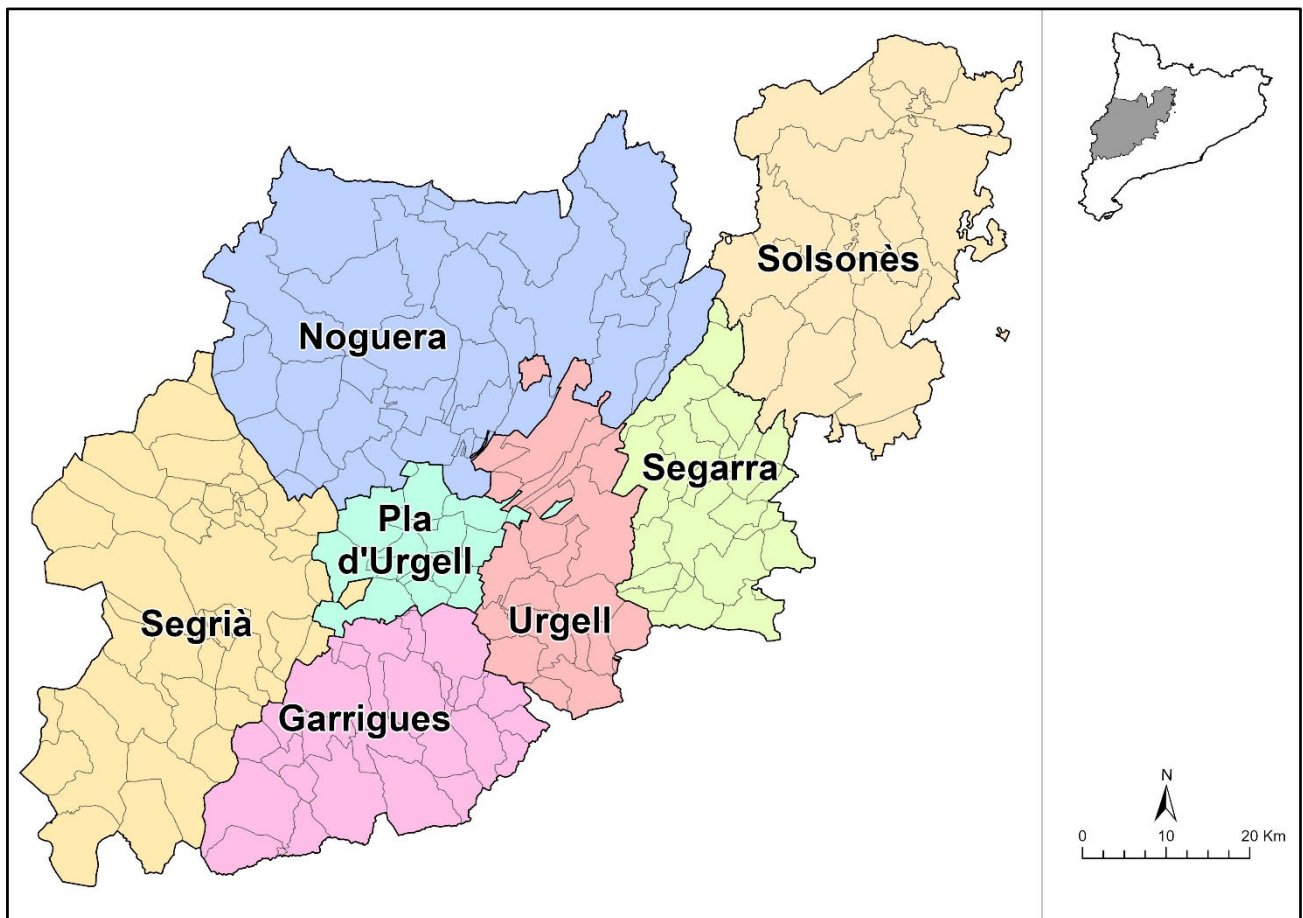 Solsonès
Noguera
Segarra
Pla
d'Urgell
Segrià
Urgell
Garrigues
N
0 10 20 Km